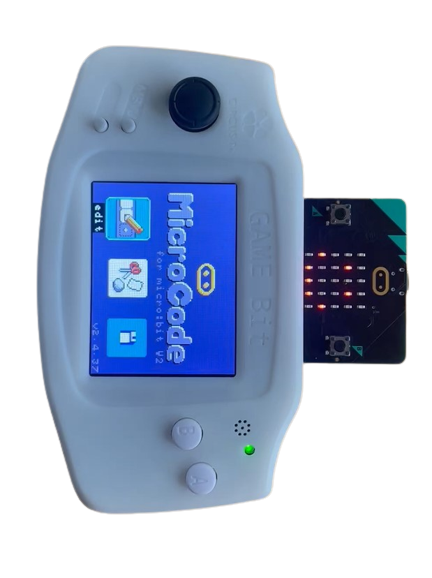 GAME Bit
MicroCode
for micro:bit V2
edit
v2.4.37
B
A